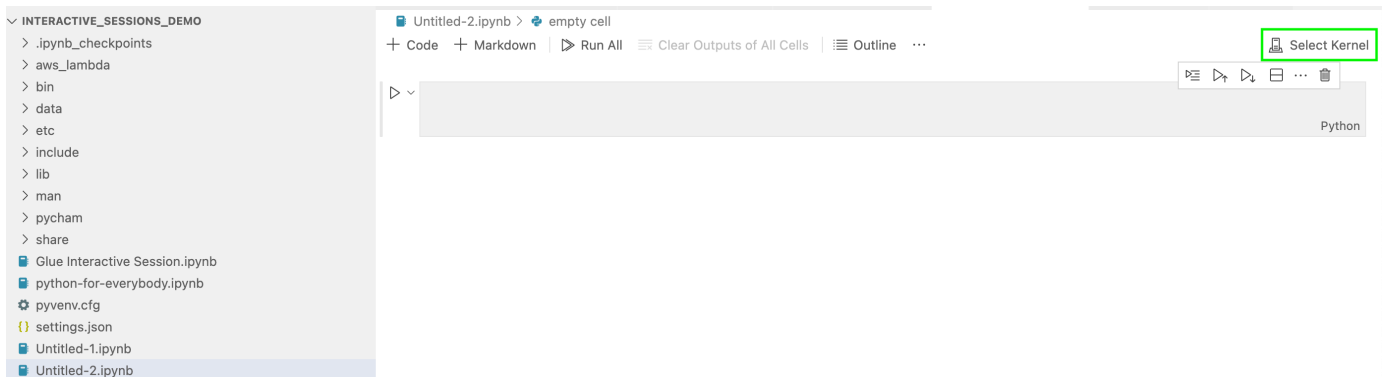 INTERACTIVE_SESSIONS_DEMO
.ipynb_checkpoints
aws_lambda
bin
data
etc
include
lib
man
pycham
share
Glue Interactive Session.ipynb
python-for-everybody.ipynb
pyvenv.cfg
{} settings.json
Untitled-1.ipynb
Untitled-2.ipynb
Untitled-2.ipynb > empty cell
+ Code + Markdown Run All Clear Outputs of All Cells Outline ... Select Kernel
Python